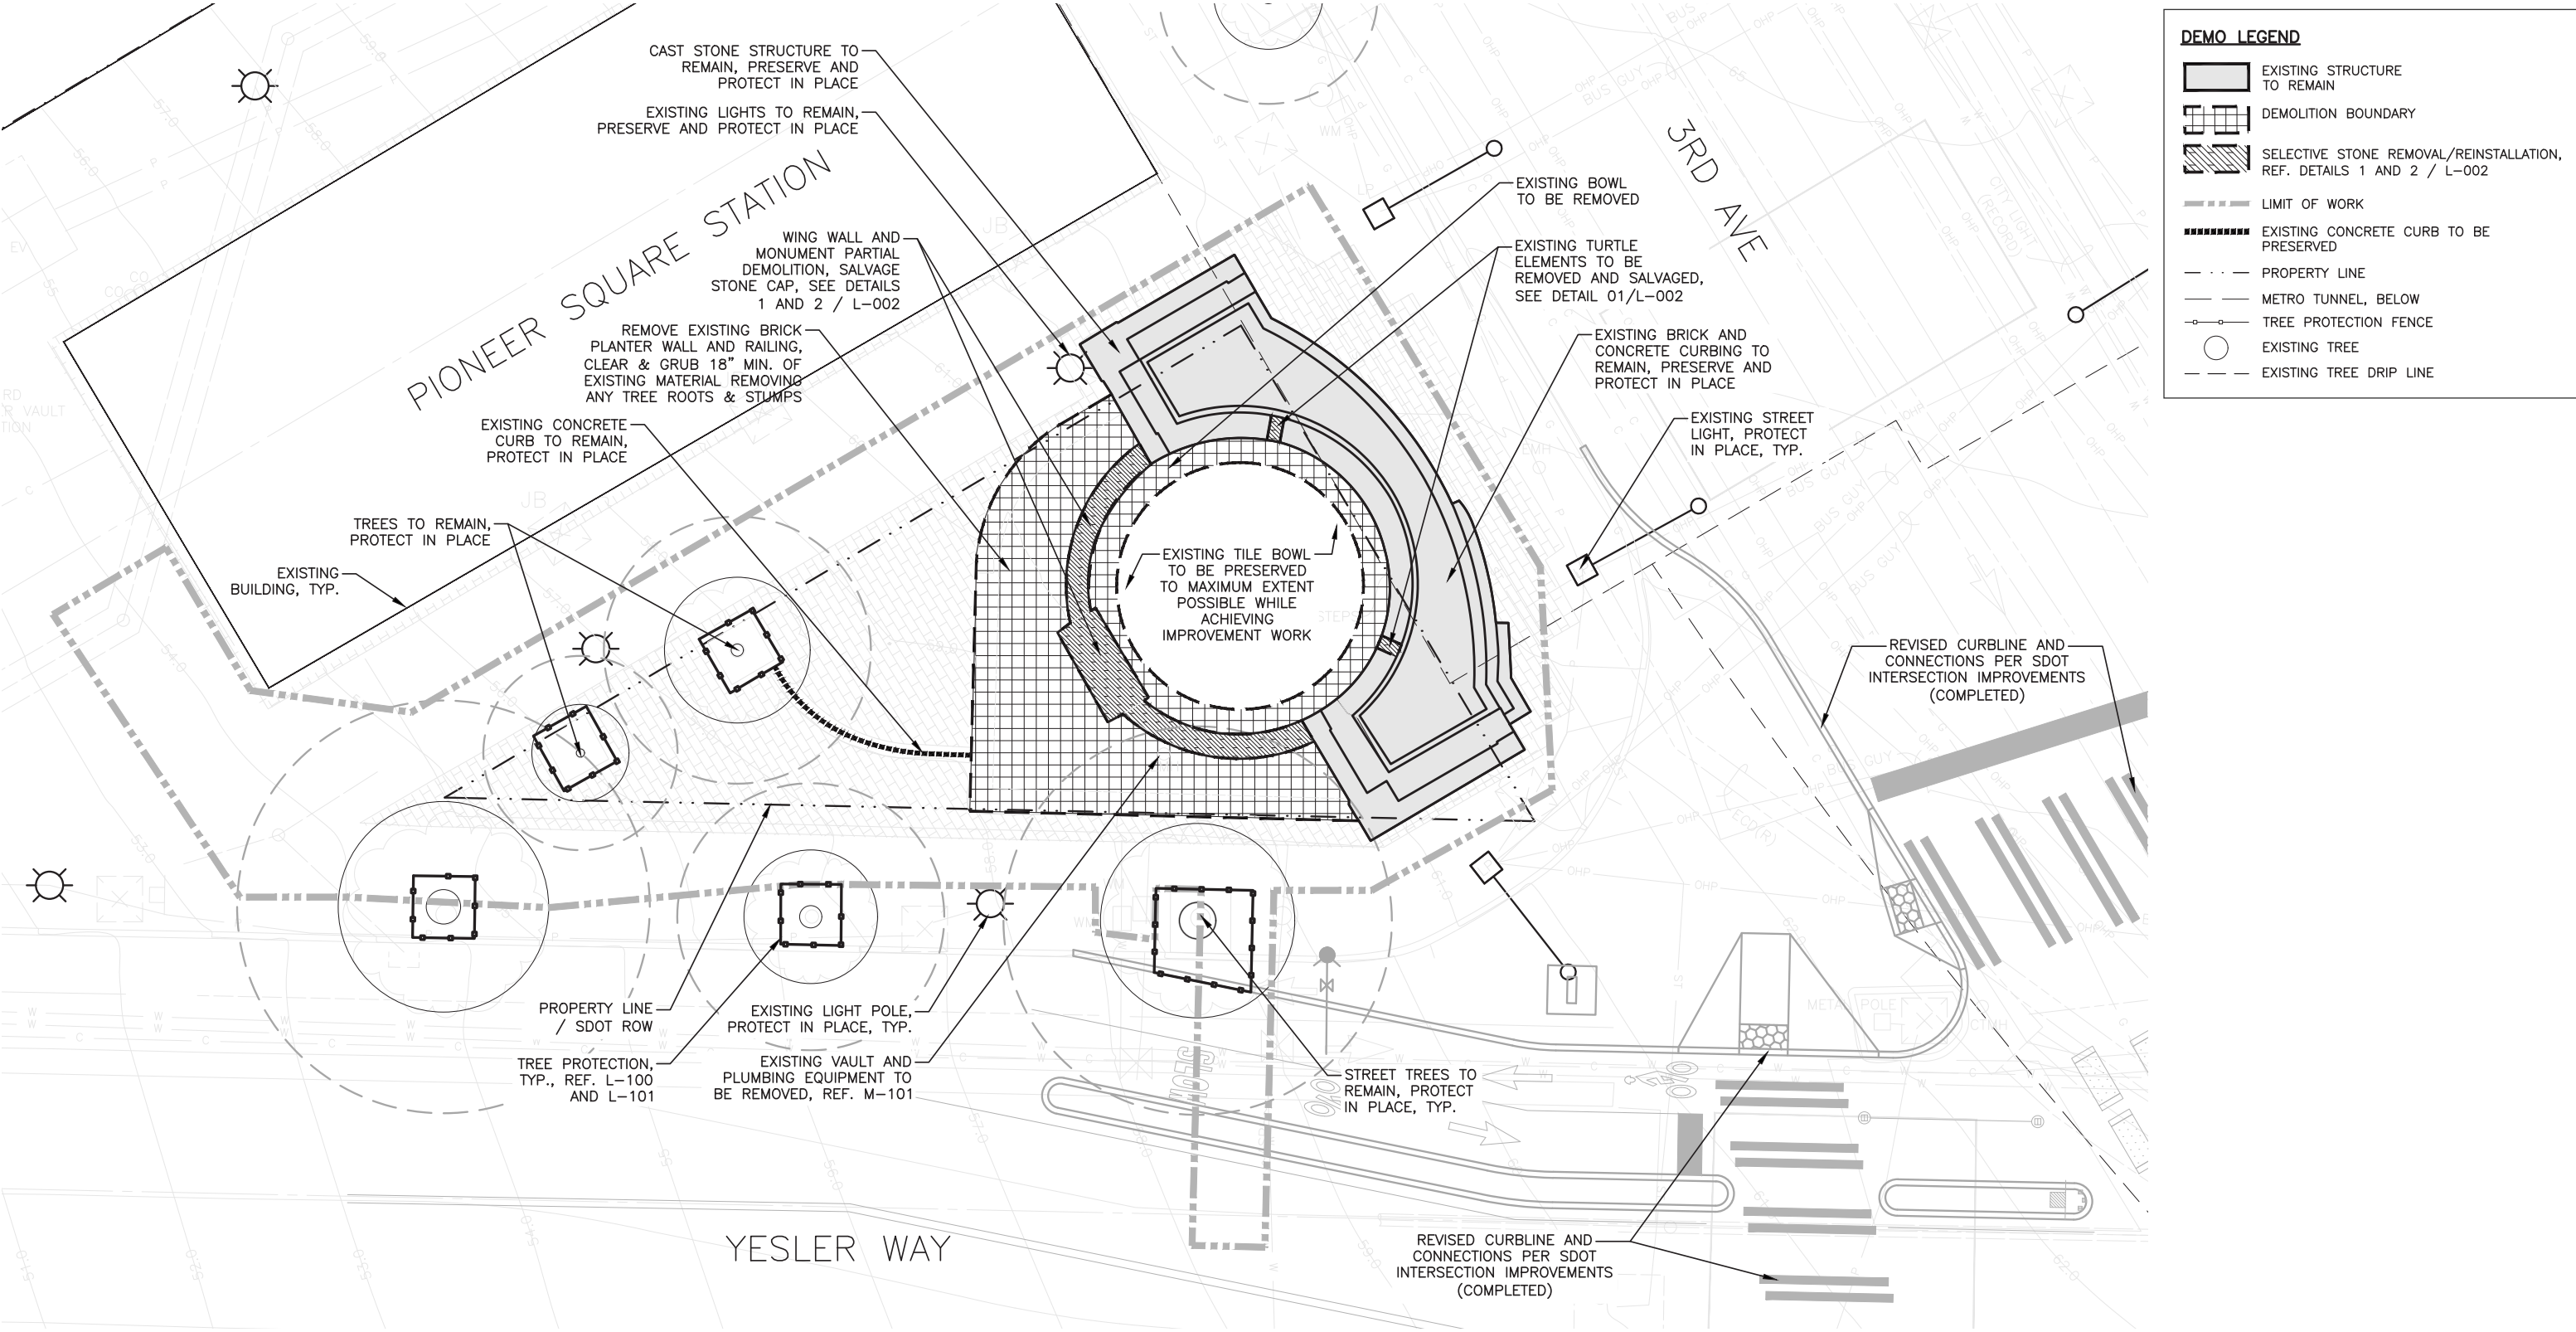 CAST STONE STRUCTURE TO
REMAIN, PRESERVE AND
PROTECT IN PLACE
EXISTING LIGHTS TO REMAIN,
PRESERVE AND PROTECT IN PLACE
PIONEER SQUARE STATION
WING WALL AND
MONUMENT PARTIAL
DEMOLITION, SALVAGE
STONE CAP, SEE DETAILS
1 AND 2 / L-002
REMOVE EXISTING BRICK
PLANTER WALL AND RAILING,
CLEAR & GRUB 18" MIN. OF
EXISTING MATERIAL REMOVING
ANY TREE ROOTS & STUMPS
EXISTING CONCRETE
CURB TO REMAIN,
PROTECT IN PLACE
TREES TO REMAIN,
PROTECT IN PLACE
EXISTING
BUILDING, TYP.
3RD AVE
EXISTING BOWL
TO BE REMOVED
EXISTING TURTLE
ELEMENTS TO BE
REMOVED AND SALVAGED,
SEE DETAIL 01/L-002
EXISTING BRICK AND
CONCRETE CURBING TO
REMAIN, PRESERVE AND
PROTECT IN PLACE
EXISTING STREET
LIGHT, PROTECT
IN PLACE, TYP.
EXISTING TILE BOWL
TO BE PRESERVED
TO MAXIMUM EXTENT
POSSIBLE WHILE
ACHIEVING
IMPROVEMENT WORK
REVISED CURBLINE AND
CONNECTIONS PER SDOT
INTERSECTION IMPROVEMENTS
(COMPLETED)
PROPERTY LINE
/ SDOT ROW
TREE PROTECTION,
TYP., REF. L-100
AND L-101
EXISTING LIGHT POLE,
PROTECT IN PLACE, TYP.
EXISTING VAULT AND
PLUMBING EQUIPMENT TO
BE REMOVED, REF. M-101
STREET TREES TO
REMAIN, PROTECT
IN PLACE, TYP.
REVISED CURBLINE AND
CONNECTIONS PER SDOT
INTERSECTION IMPROVEMENTS
(COMPLETED)
YESLER WAY
METAL POLE
DEMO LEGEND
EXISTING STRUCTURE
TO REMAIN
DEMOLITION BOUNDARY
SELECTIVE STONE REMOVAL/REINSTALLATION,
REF. DETAILS 1 AND 2 / L-002
LIMIT OF WORK
EXISTING CONCRETE CURB TO BE
PRESERVED
PROPERTY LINE
METRO TUNNEL, BELOW
TREE PROTECTION FENCE
EXISTING TREE
EXISTING TREE DRIP LINE